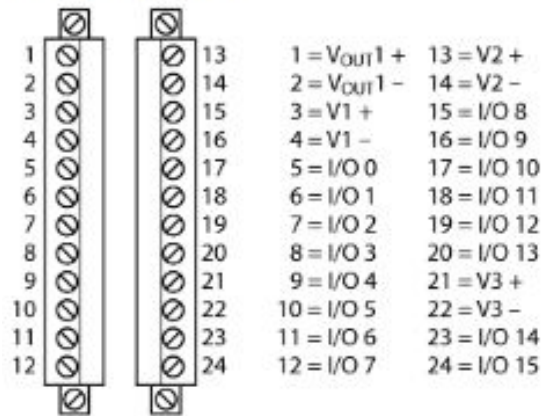 1 13 1 = VOUT1 + 13 = V2 +
2 14 2 = VOUT1 – 14 = V2 –
3 15 3 = V1 + 15 = I/O 8
4 16 4 = V1 – 16 = I/O 9
5 17 5 = I/O 0 17 = I/O 10
6 18 6 = I/O 1 18 = I/O 11
7 19 7 = I/O 2 19 = I/O 12
8 20 8 = I/O 3 20 = I/O 13
9 21 9 = I/O 4 21 = V3 +
10 22 10 = I/O 5 22 = V3 –
11 23 11 = I/O 6 23 = I/O 14
12 24 12 = I/O 7 24 = I/O 15